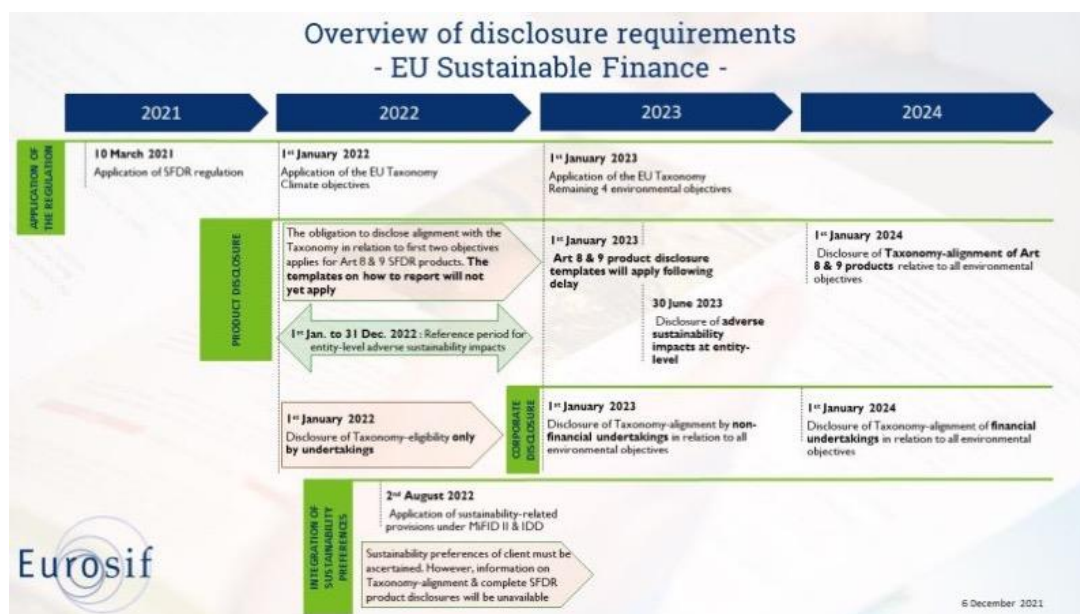 Overview of disclosure requirements
- EU Sustainable Finance -
2021
2022
2023
2024
APPLICATION OF
THE REGULATION
10 March 2021
Application of SFDR regulation
1st January 2022
Application of the EU Taxonomy
Climate objectives
1st January 2023
Application of the EU Taxonomy
Remaining 4 environmental objectives
PRODUCT DISCLOSURE
The obligation to disclose alignment with the
Taxonomy in relation to first two objectives
applies for Art 8 & 9 SFDR products. The
templates on how to report will not
yet apply
1st January 2023
Art 8 & 9 product disclosure
templates will apply following
delay
1st January 2024
Disclosure of Taxonomy-alignment of Art
8 & 9 products relative to all environmental
objectives
1st Jan. to 31 Dec. 2022 : Reference period for
entity-level adverse sustainability impacts
30 June 2023
Disclosure of adverse
sustainability
impacts at entity-
level
1st January 2022
Disclosure of Taxonomy-eligibility only
by undertakings
CORPORATE
DISCLOSURE
1st January 2023
Disclosure of Taxonomy-alignment by non-
financial undertakings in relation to all
environmental objectives
1st January 2024
Disclosure of Taxonomy-alignment of financial
undertakings in relation to all environmental
objectives
INTEGRATION OF
SUSTAINABILITY
PREFERENCES
2nd August 2022
Application of sustainability-related
provisions under MiFID II & IDD
Sustainability preferences of client must be
ascertained. However, information on
Taxonomy-alignment & complete SFDR
product disclosures will be unavailable
Eurosif
6 December 2021